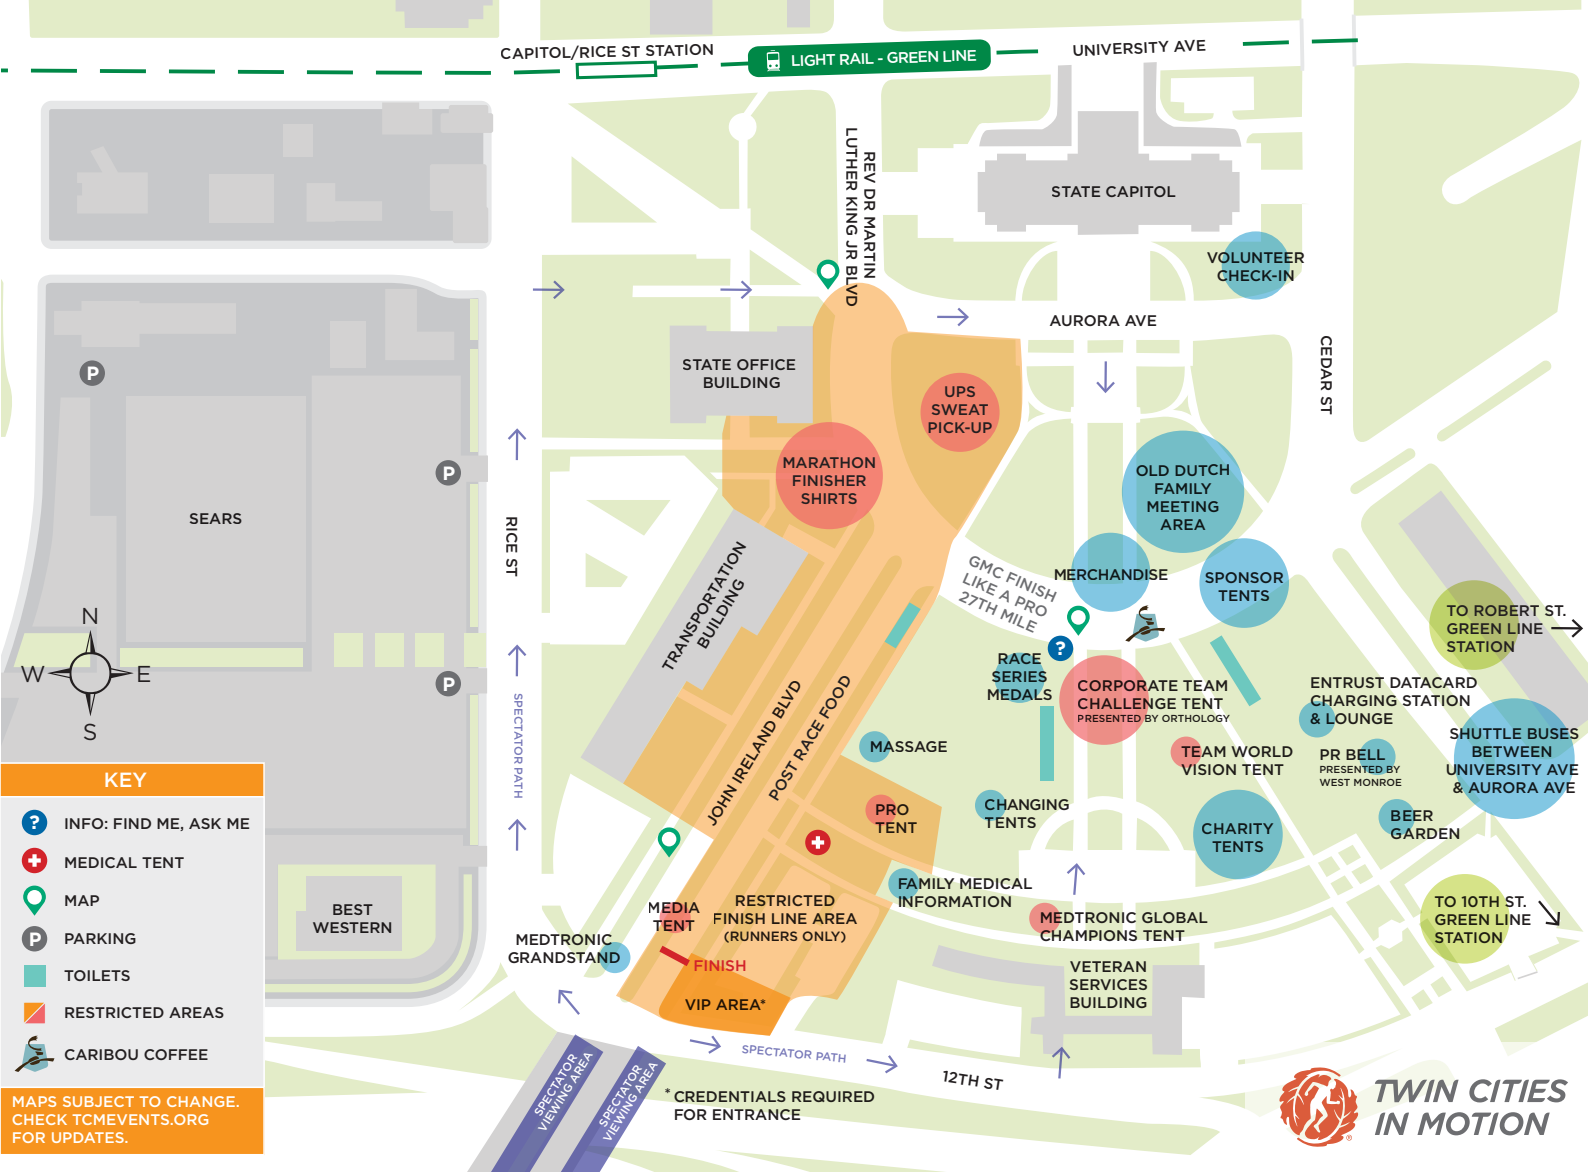 CAPITOL/RICE ST STATION
LIGHT RAIL - GREEN LINE
UNIVERSITY AVE
REV DR MARTIN
LUTHER KING JR BLVD
STATE CAPITOL
VOLUNTEER
CHECK-IN
AURORA AVE
CEDAR ST
STATE OFFICE
BUILDING
UPS
SWEAT
PICK-UP
MARATHON
FINISHER
SHIRTS
OLD DUTCH
FAMILY
MEETING
AREA
P
P
SEARS
RICE ST
TRANSPORTATION
BUILDING
GMC FINISH
LIKE A PRO
27TH MILE
MERCHANDISE
SPONSOR
TENTS
TO ROBERT ST.
GREEN LINE
STATION
N
W
E
S
P
?
RACE
SERIES
MEDALS
CORPORATE TEAM
CHALLENGE TENT
PRESENTED BY ORTHOLOGY
ENTRUST DATACARD
CHARGING STATION
& LOUNGE
SPECTATOR PATH
JOHN IRELAND BLVD
POST RACE FOOD
MASSAGE
TEAM WORLD
VISION TENT
PR BELL
PRESENTED BY
WEST MONROE
SHUTTLE BUSES
BETWEEN
UNIVERSITY AVE
& AURORA AVE
PRO
TENT
CHANGING
TENTS
CHARITY
TENTS
BEER
GARDEN
KEY
? INFO: FIND ME, ASK ME
MEDICAL TENT
MAP
P PARKING
TOILETS
RESTRICTED AREAS
CARIBOU COFFEE
MAPS SUBJECT TO CHANGE.
CHECK TCMEVENTS.ORG
FOR UPDATES.
BEST
WESTERN
MEDIA
TENT
RESTRICTED
FINISH LINE AREA
(RUNNERS ONLY)
FAMILY MEDICAL
INFORMATION
MEDTRONIC GLOBAL
CHAMPIONS TENT
TO 10TH ST.
GREEN LINE
STATION
MEDTRONIC
GRANDSTAND
FINISH
VIP AREA*
VETERAN
SERVICES
BUILDING
SPECTATOR
VIEWING AREA
SPECTATOR
VIEWING AREA
SPECTATOR PATH
12TH ST
* CREDENTIALS REQUIRED
FOR ENTRANCE
TWIN CITIES
IN MOTION
®